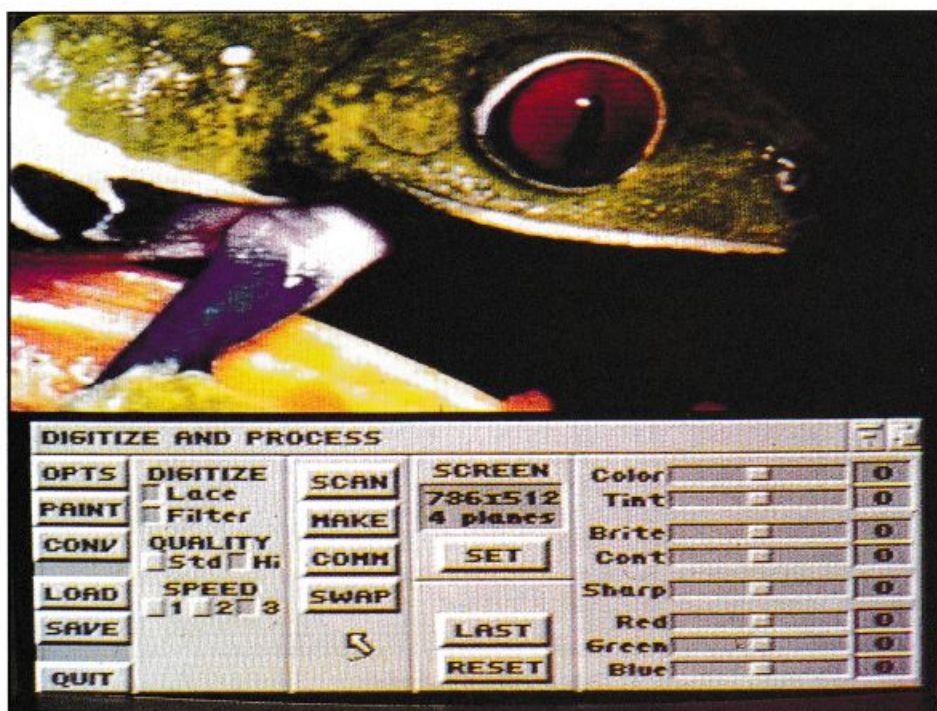 DIGITIZE AND PROCESS
OPTS
PAINT
CONV
LOAD
SAVE
QUIT
DIGITIZE
Lace
Filter
QUALITY
Std Hi
SPEED
1 2 3
SCAN
MAKE
COMM
SWAP
SCREEN
786x512
4 planes
SET
LAST
RESET
Color 0
Tint 0
Brite 0
Cont 0
Sharp 0
Red 0
Green 0
Blue 0